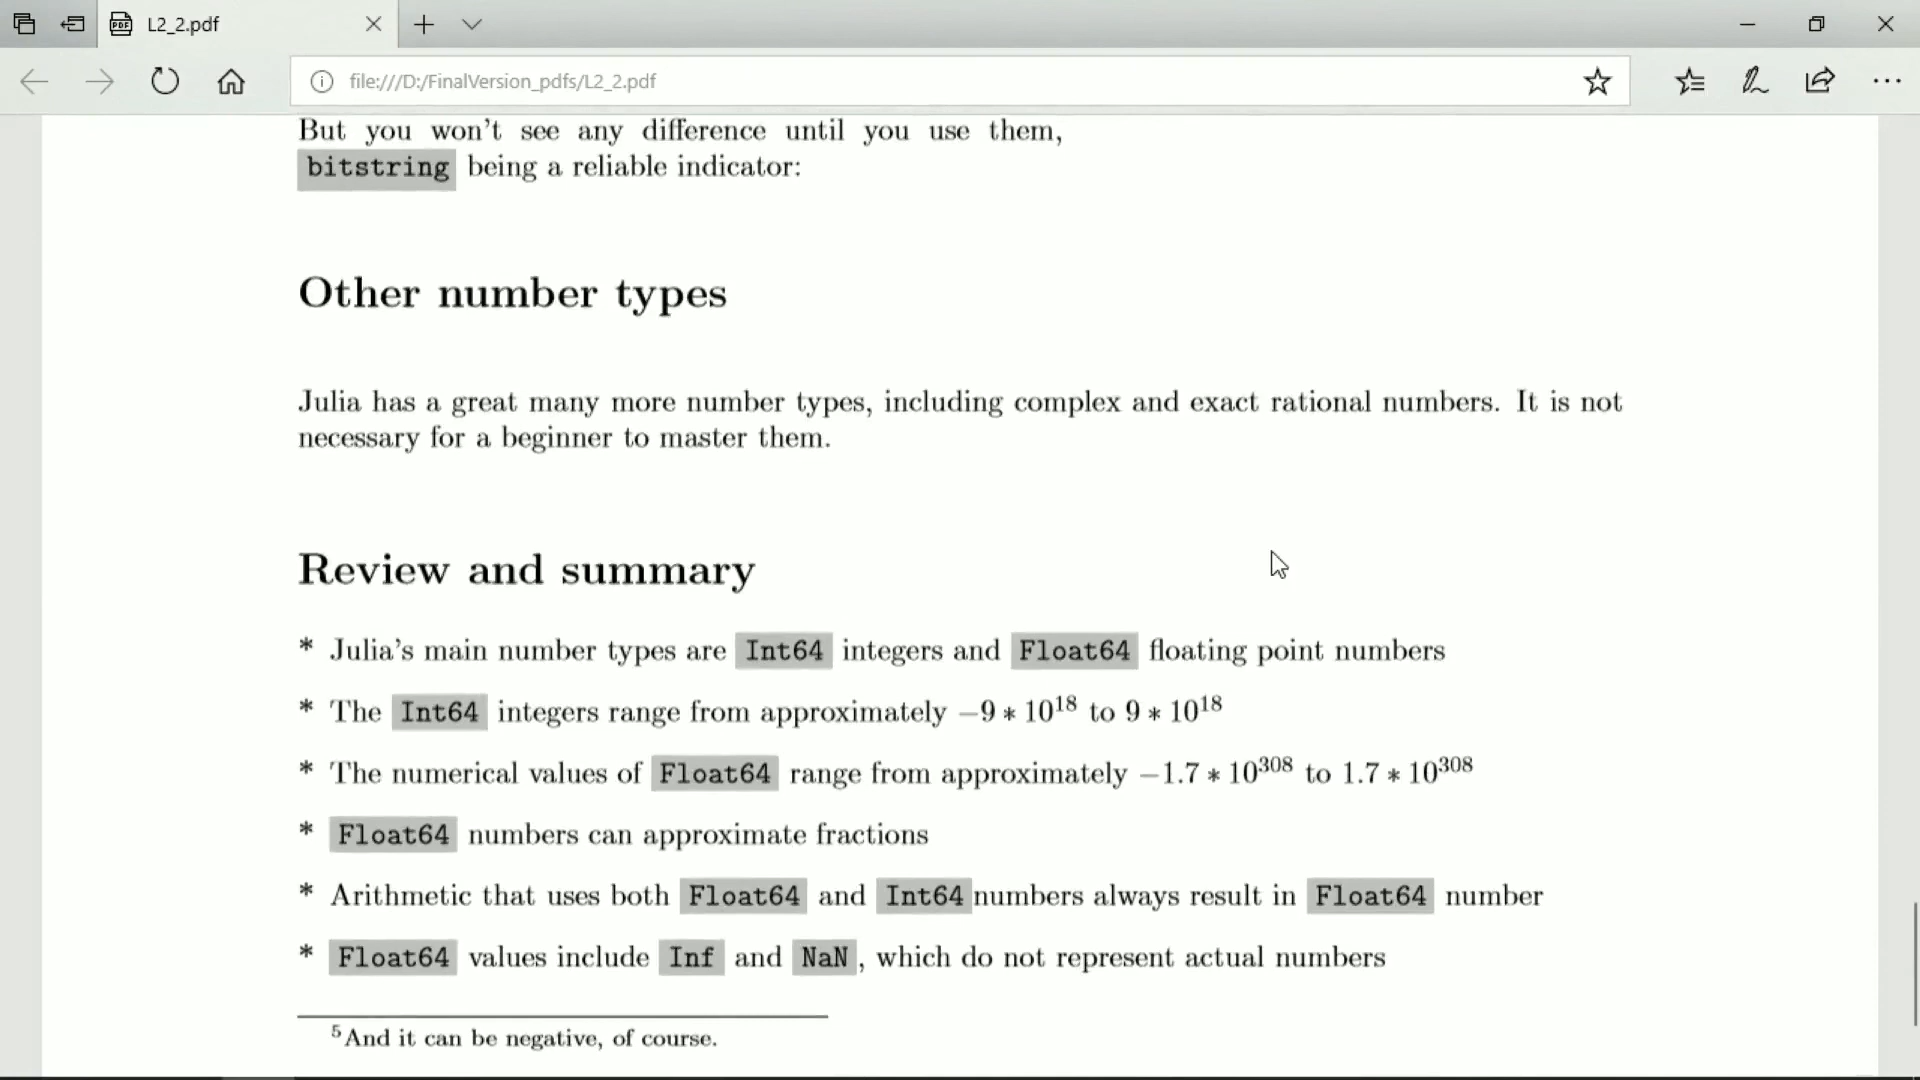 L2_2.pdf
file:///D:/FinalVersion_pdfs/L2_2.pdf
But you won't see any difference until you use them,
bitstring being a reliable indicator:
Other number types
Julia has a great many more number types, including complex and exact rational numbers. It is not
necessary for a beginner to master them.
Review and summary
* Julia's main number types are Int64 integers and Float64 floating point numbers
* The Int64 integers range from approximately −9 * 10^18 to 9 * 10^18
* The numerical values of Float64 range from approximately −1.7 * 10^308 to 1.7 * 10^308
* Float64 numbers can approximate fractions
* Arithmetic that uses both Float64 and Int64 numbers always result in Float64 number
* Float64 values include Inf and NaN, which do not represent actual numbers
5 And it can be negative, of course.